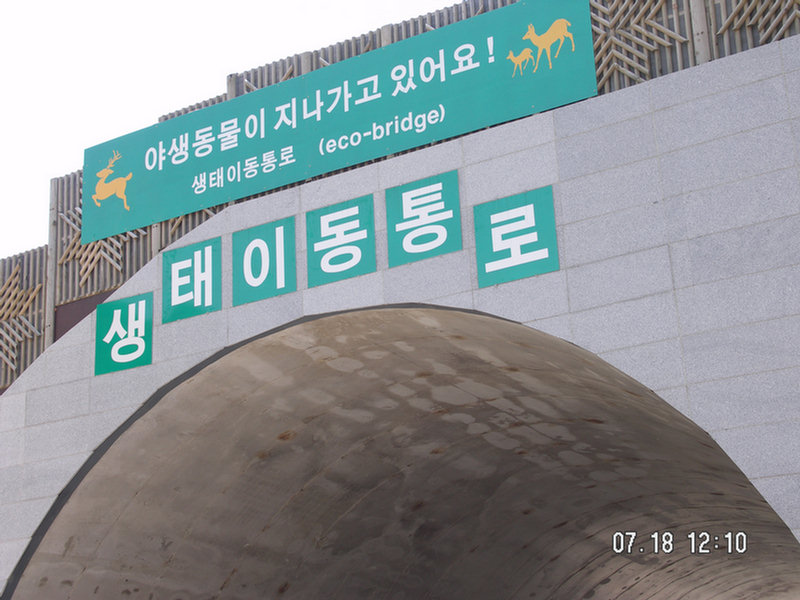 야생동물이 지나가고 있어요!
생태이동통로 (eco-bridge)
생태이동통로
07.18 12:10